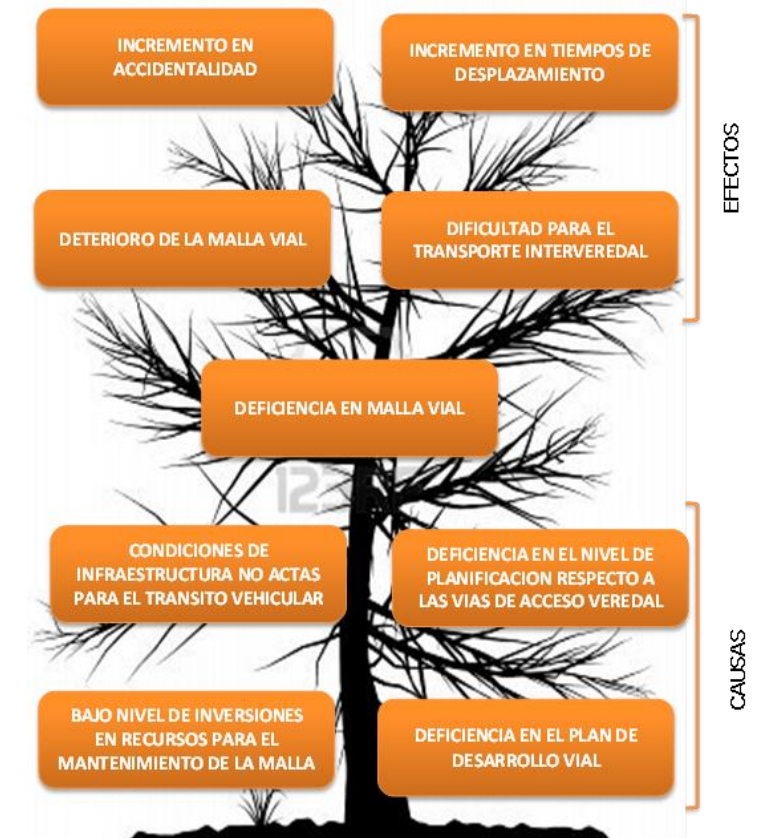 INCREMENTO EN
ACCIDENTALIDAD
INCREMENTO EN TIEMPOS DE
DESPLAZAMIENTO
DETERIORO DE LA MALLA VIAL
DIFICULTAD PARA EL
TRANSPORTE INTERVEREDAL
EFECTOS
DEFICIENCIA EN MALLA VIAL
CONDICIONES DE
INFRAESTRUCTURA NO ACTAS
PARA EL TRANSITO VEHICULAR
DEFICIENCIA EN EL NIVEL DE
PLANIFICACION RESPECTO A
LAS VIAS DE ACCESO VEREDAL
BAJO NIVEL DE INVERSIONES
EN RECURSOS PARA EL
MANTENIMIENTO DE LA MALLA
DEFICIENCIA EN EL PLAN DE
DESARROLLO VIAL
CAUSAS